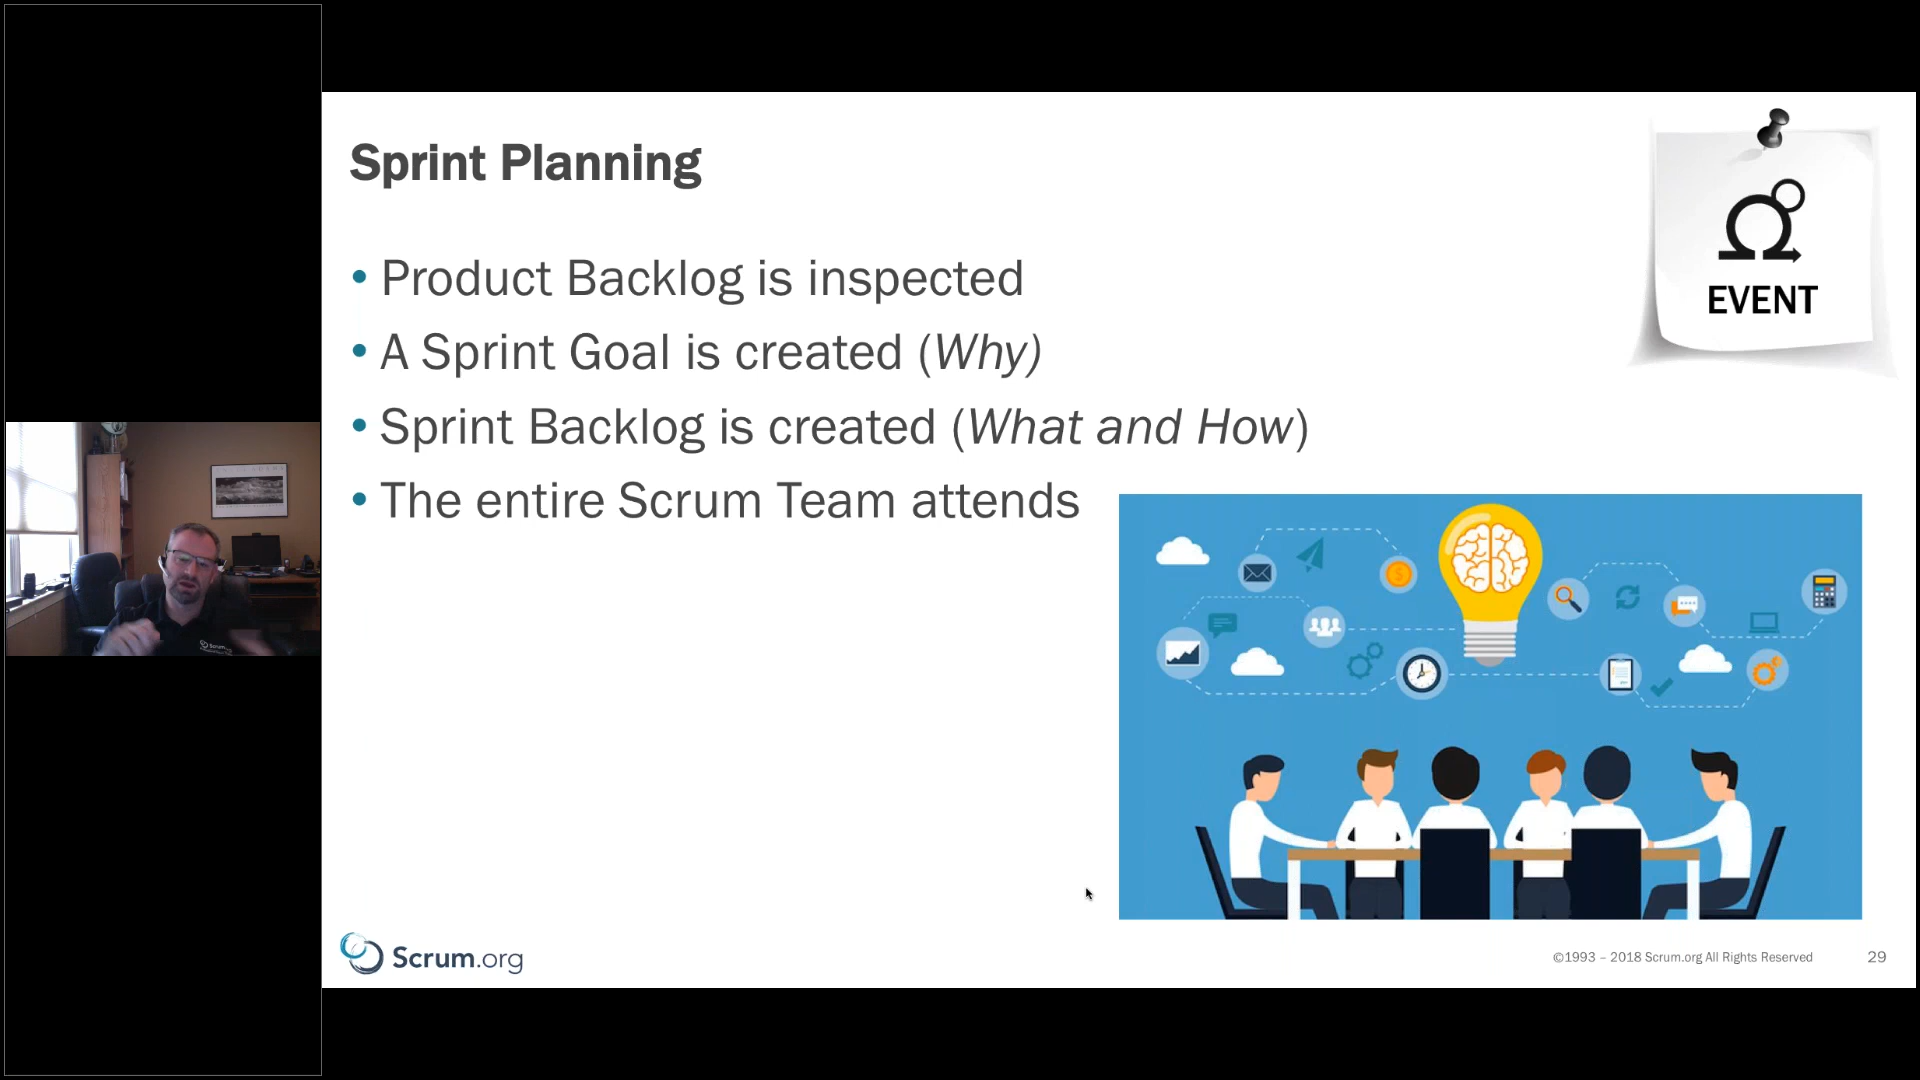 Sprint Planning
• Product Backlog is inspected
• A Sprint Goal is created (Why)
• Sprint Backlog is created (What and How)
• The entire Scrum Team attends
EVENT
$
Scrum.org
©1993 – 2018 Scrum.org All Rights Reserved
29